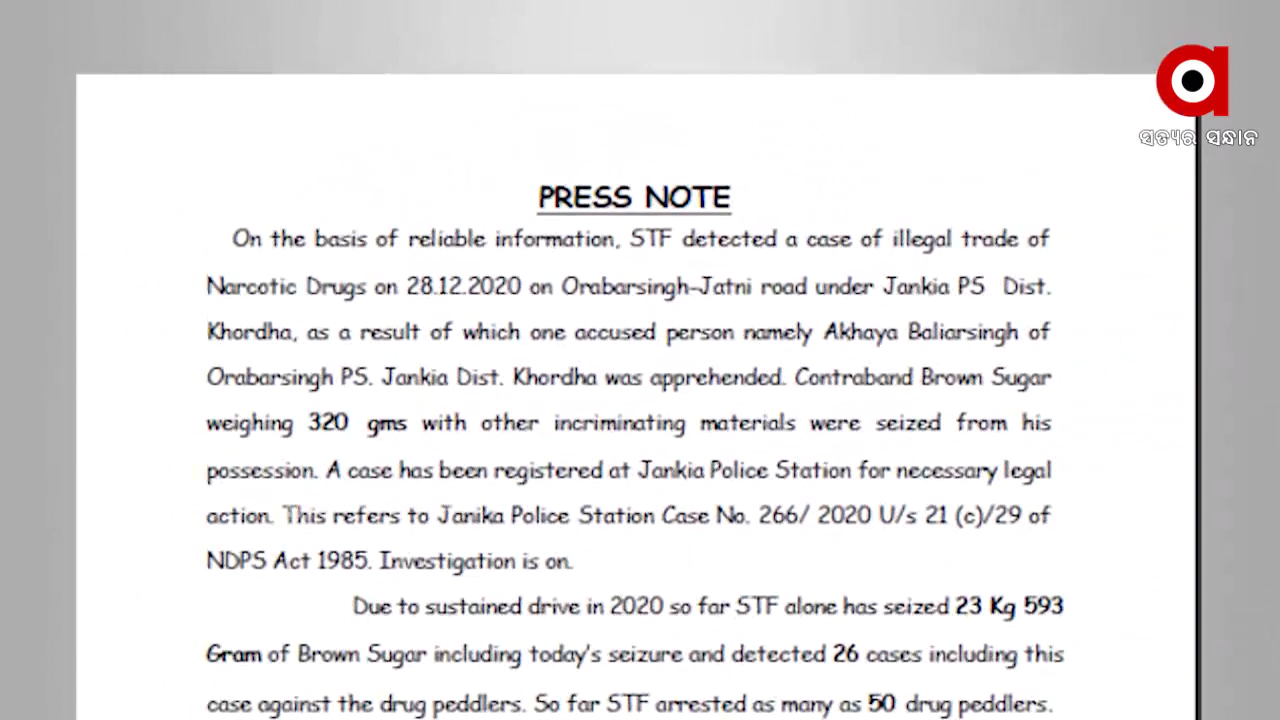 ସତ୍ୟର ସନ୍ଧାନ
PRESS NOTE
On the basis of reliable information, STF detected a case of illegal trade of
Narcotic Drugs on 28.12.2020 on Orabarsingh-Jatni road under Jankia PS Dist.
Khordha, as a result of which one accused person namely Akhaya Baliarsingh of
Orabarsingh PS. Jankia Dist. Khordha was apprehended. Contraband Brown Sugar
weighing 320 gms with other incriminating materials were seized from his
possession. A case has been registered at Jankia Police Station for necessary legal
action. This refers to Janika Police Station Case No. 266/ 2020 U/s 21 (c)/29 of
NDPS Act 1985. Investigation is on.
Due to sustained drive in 2020 so far STF alone has seized 23 Kg 593
Gram of Brown Sugar including today's seizure and detected 26 cases including this
case against the drug peddlers. So far STF arrested as many as 50 drug peddlers.